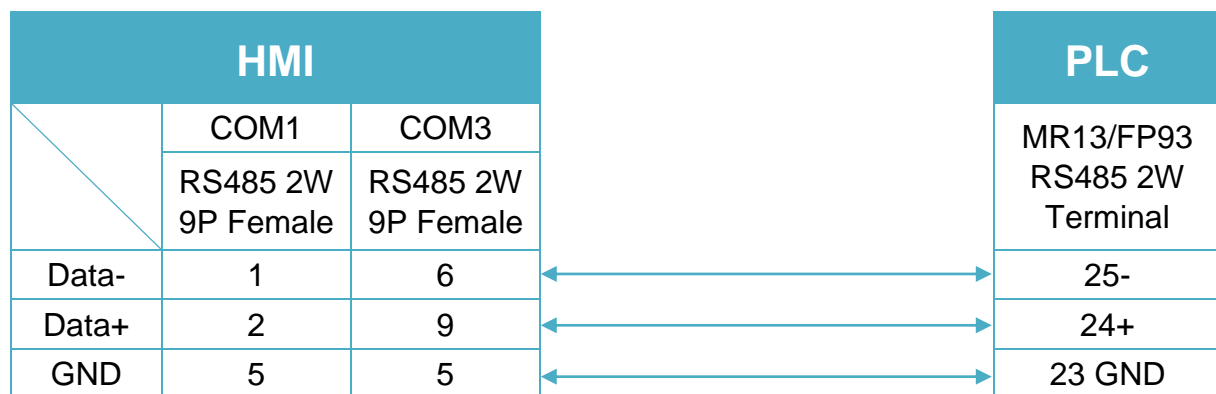 HMI
PLC
COM1
COM3
RS485 2W
9P Female
RS485 2W
9P Female
MR13/FP93
RS485 2W
Terminal
Data- 1 6 25-
Data+ 2 9 24+
GND 5 5 23 GND